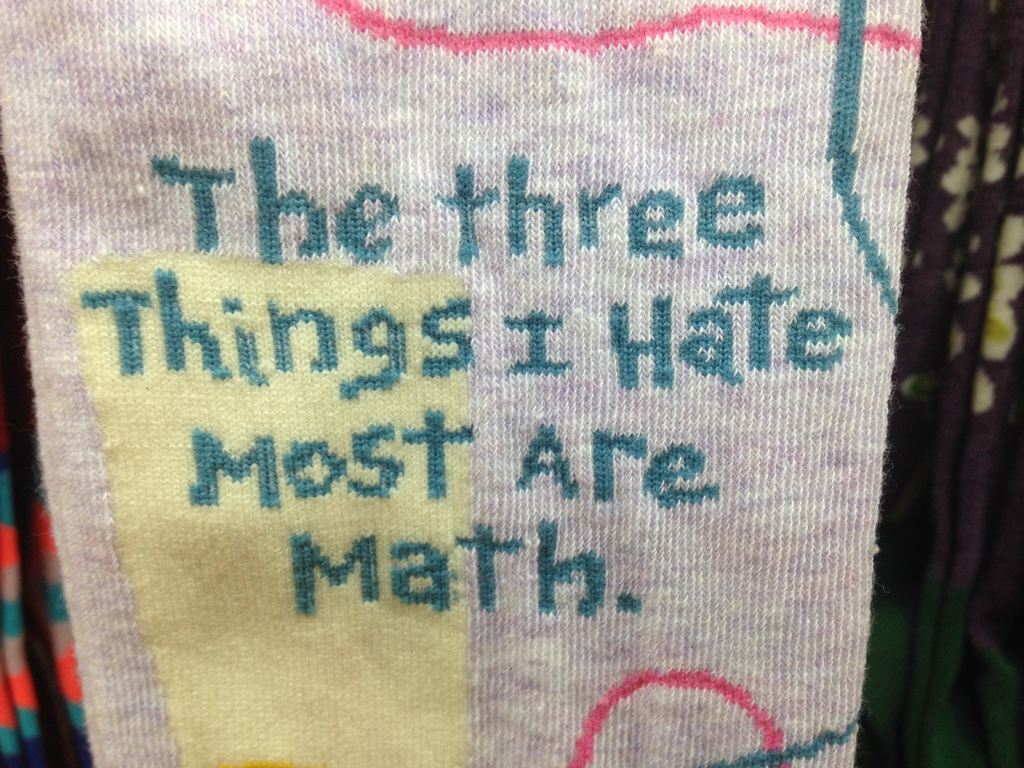 The three
Things I Hate
Most Are
Math.